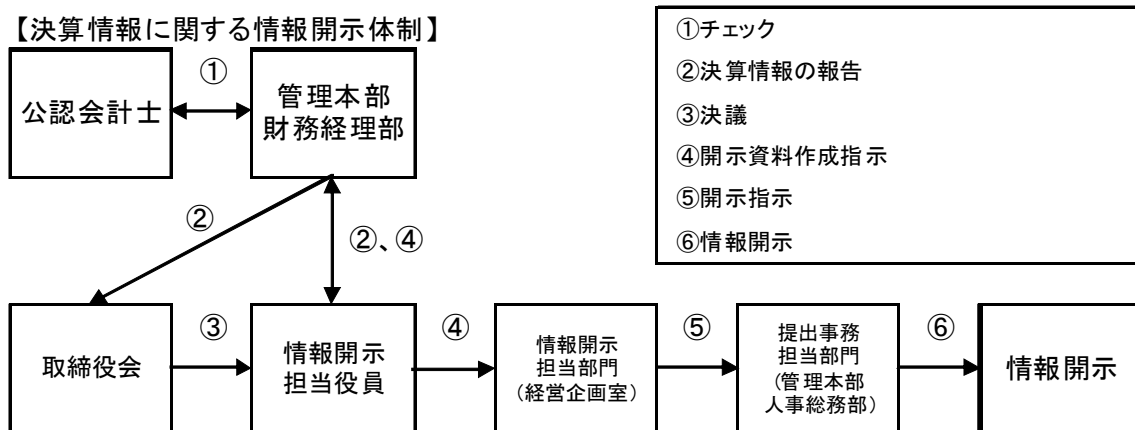 【決算情報に関する情報開示体制】
①チェック
②決算情報の報告
③決議
④開示資料作成指示
⑤開示指示
⑥情報開示
公認会計士
①
管理本部
財務経理部
②
②、④
取締役会
③
情報開示
担当役員
④
情報開示
担当部門
(経営企画室)
⑤
提出事務
担当部門
(管理本部
人事総務部)
⑥
情報開示